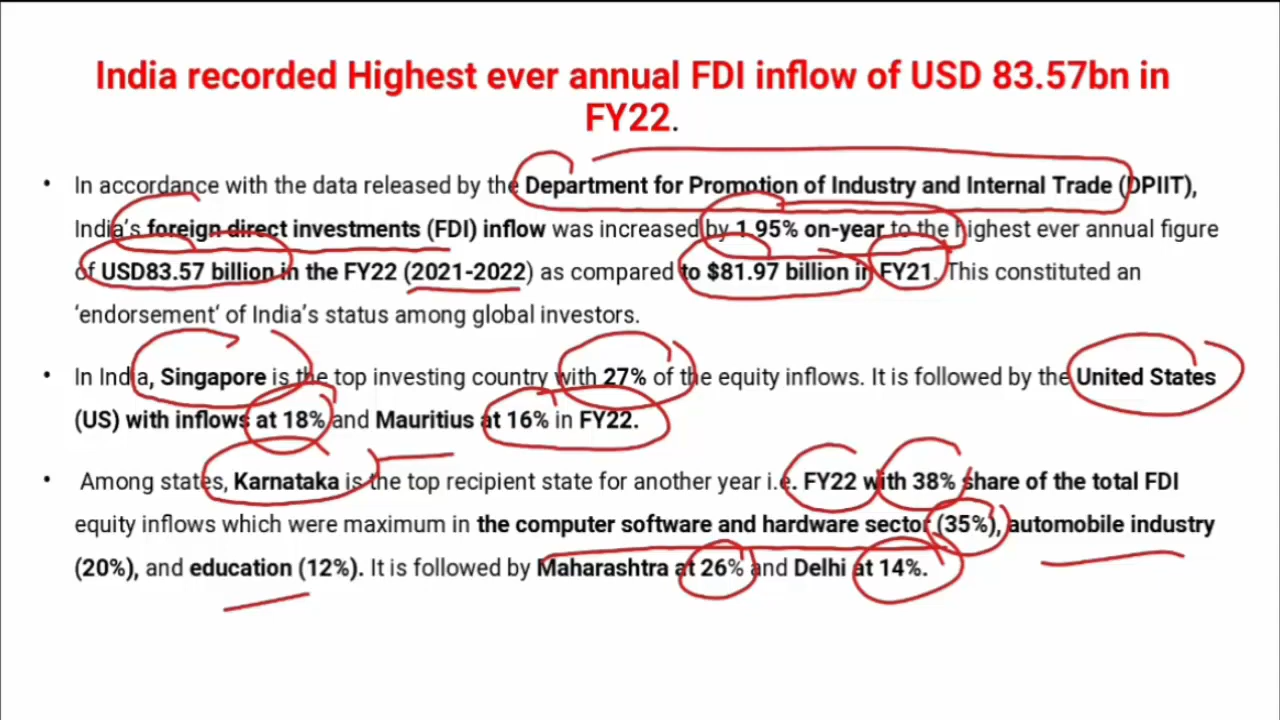 India recorded Highest ever annual FDI inflow of USD 83.57bn in
FY22.
• In accordance with the data released by the Department for Promotion of Industry and Internal Trade (DPIIT),
India’s foreign direct investments (FDI) inflow was increased by 1.95% on-year to the highest ever annual figure
of USD83.57 billion in the FY22 (2021-2022) as compared to $81.97 billion in FY21. This constituted an
‘endorsement’ of India’s status among global investors.
• In India, Singapore is the top investing country with 27% of the equity inflows. It is followed by the United States
(US) with inflows at 18% and Mauritius at 16% in FY22.
• Among states, Karnataka is the top recipient state for another year i.e. FY22 with 38% share of the total FDI
equity inflows which were maximum in the computer software and hardware sector (35%), automobile industry
(20%), and education (12%). It is followed by Maharashtra at 26% and Delhi at 14%.